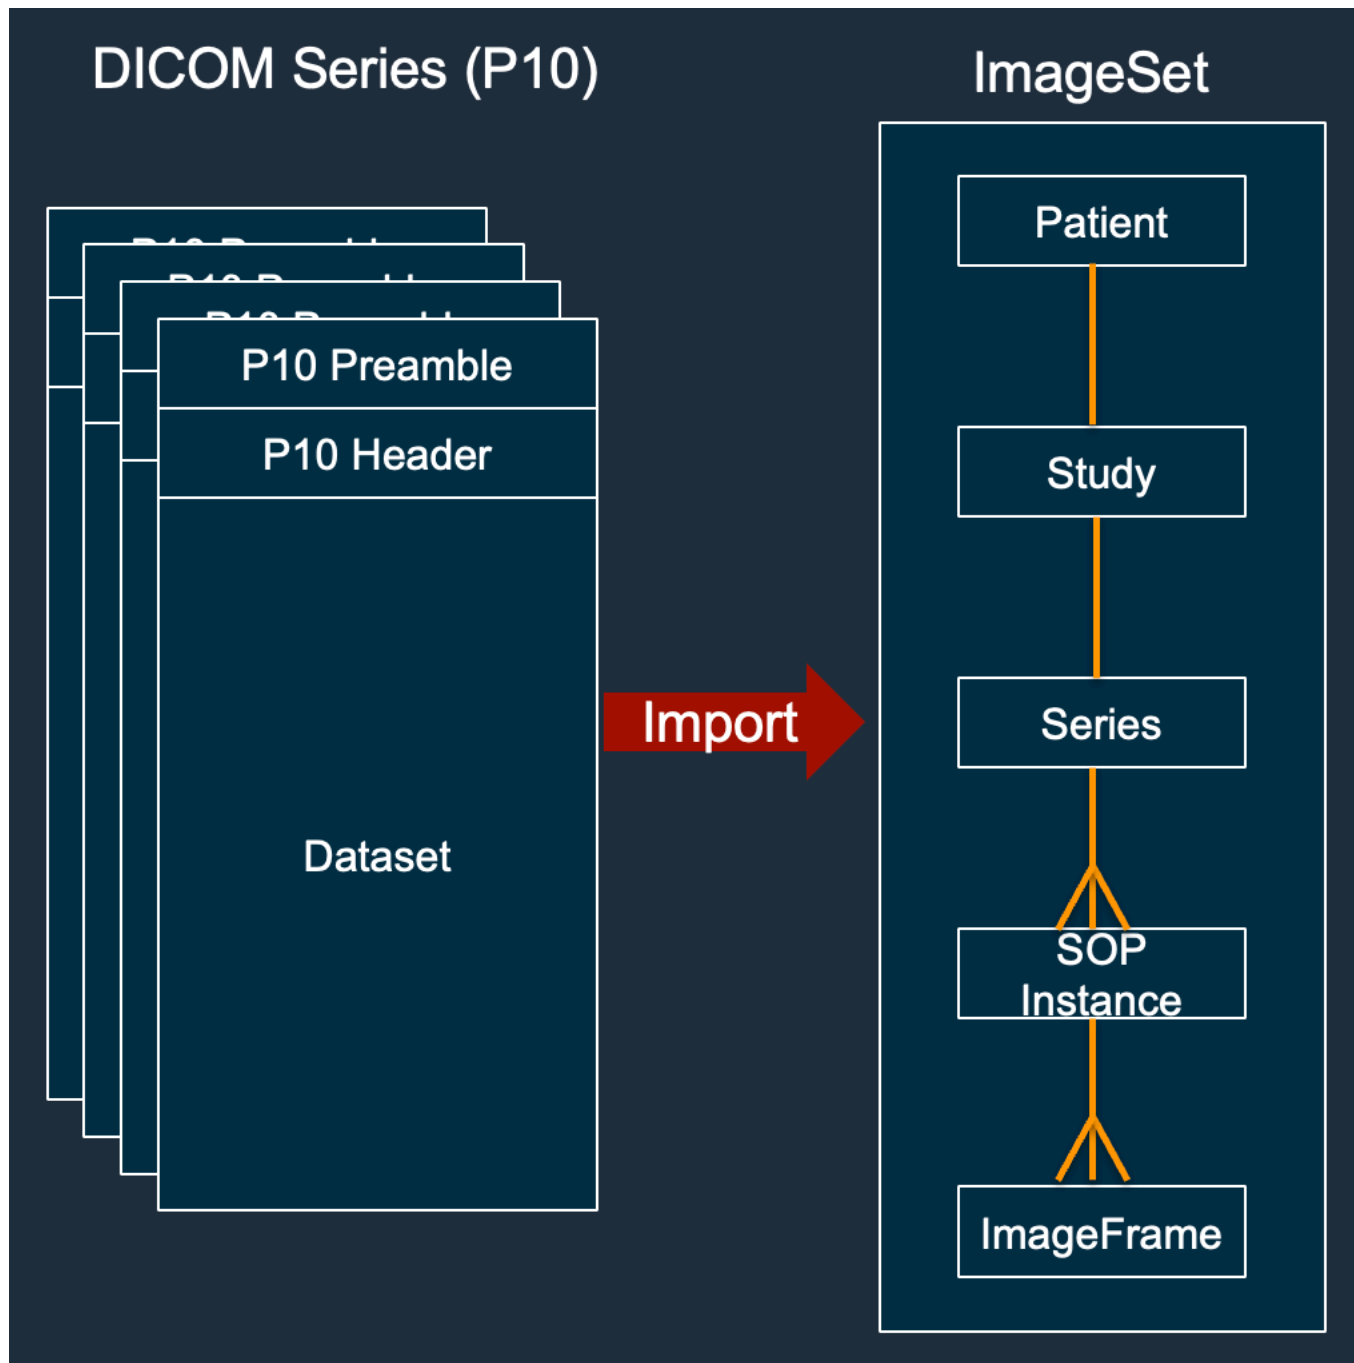 DICOM Series (P10)
ImageSet
P10 Preamble
P10 Header
Dataset
Import
Patient
Study
Series
SOP
Instance
ImageFrame